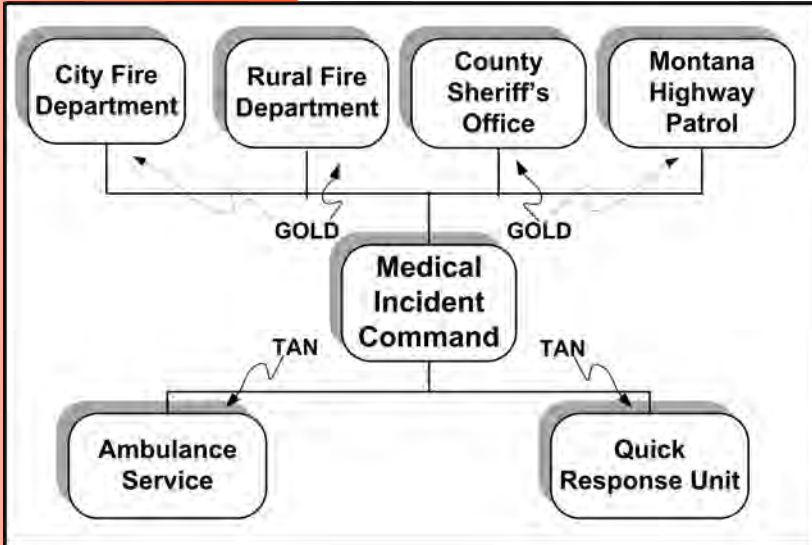 City Fire
Department
Rural Fire
Department
County
Sheriff's
Office
Montana
Highway
Patrol
GOLD
GOLD
Medical
Incident
Command
TAN
TAN
Ambulance
Service
Quick
Response Unit